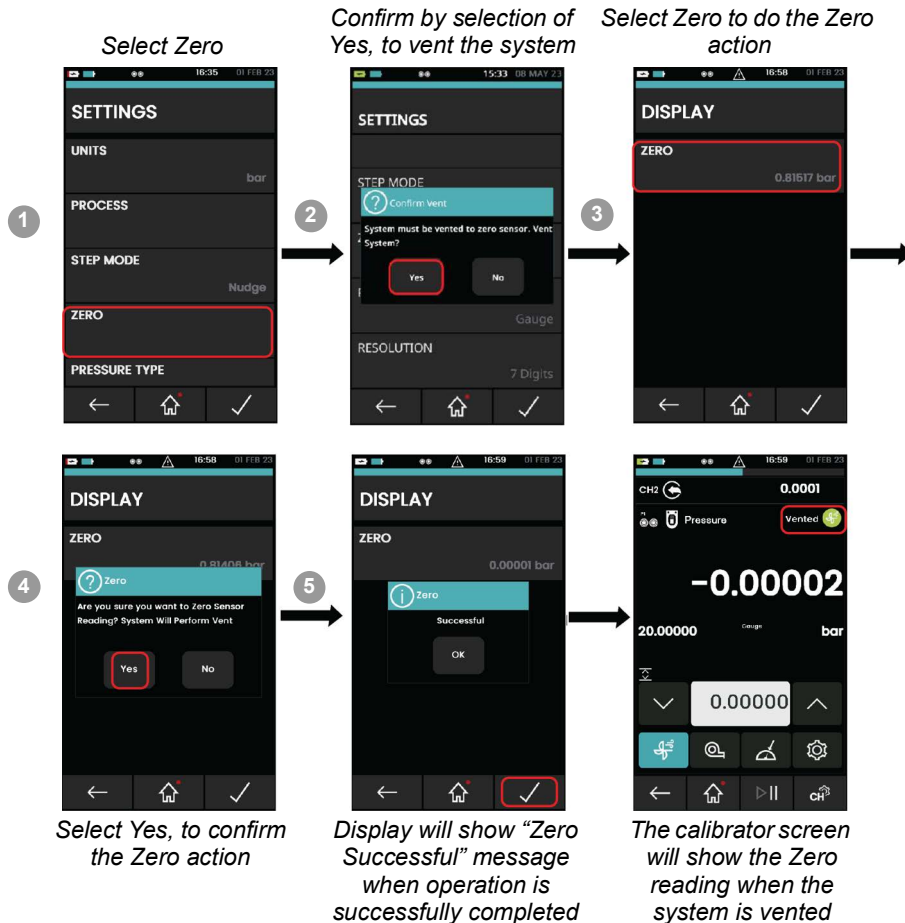 Select Zero
Confirm by selection of
Yes, to vent the system
Select Zero to do the Zero
action
1
16:35 01 FEB 23
SETTINGS
UNITS
bar
PROCESS
STEP MODE
Nudge
ZERO
PRESSURE TYPE
2
15:33 08 MAY 23
SETTINGS
STEP MODE
Confirm Vent
System must be vented to zero sensor. Vent
System?
Yes No
Gauge
RESOLUTION
7 Digits
3
16:58 01 FEB 23
DISPLAY
ZERO
0.81517 bar
4
16:58 01 FEB 23
DISPLAY
ZERO
0.81406 bar
Zero
Are you sure you want to Zero Sensor
Reading? System Will Perform Vent
Yes No
Select Yes, to confirm
the Zero action
5
16:59 01 FEB 23
DISPLAY
ZERO
0.00001 bar
Zero
Successful
OK
Display will show “Zero
Successful” message
when operation is
successfully completed
16:59 01 FEB 23
CH2 0.0001
Pressure Vented
-0.00002
20.00000 Gauge bar
0.00000
CH
The calibrator screen
will show the Zero
reading when the
system is vented